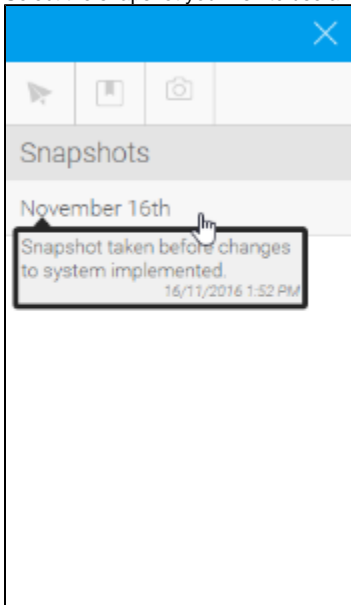 Snapshots
November 16th
Snapshot taken before changes
to system implemented.
16/11/2016 1:52 PM